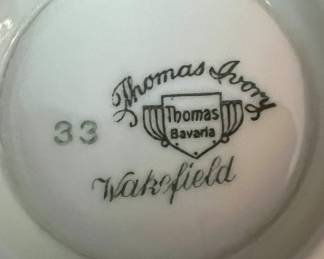 Thomas Ivory
33
Thomas
Bavaria
Wakefield